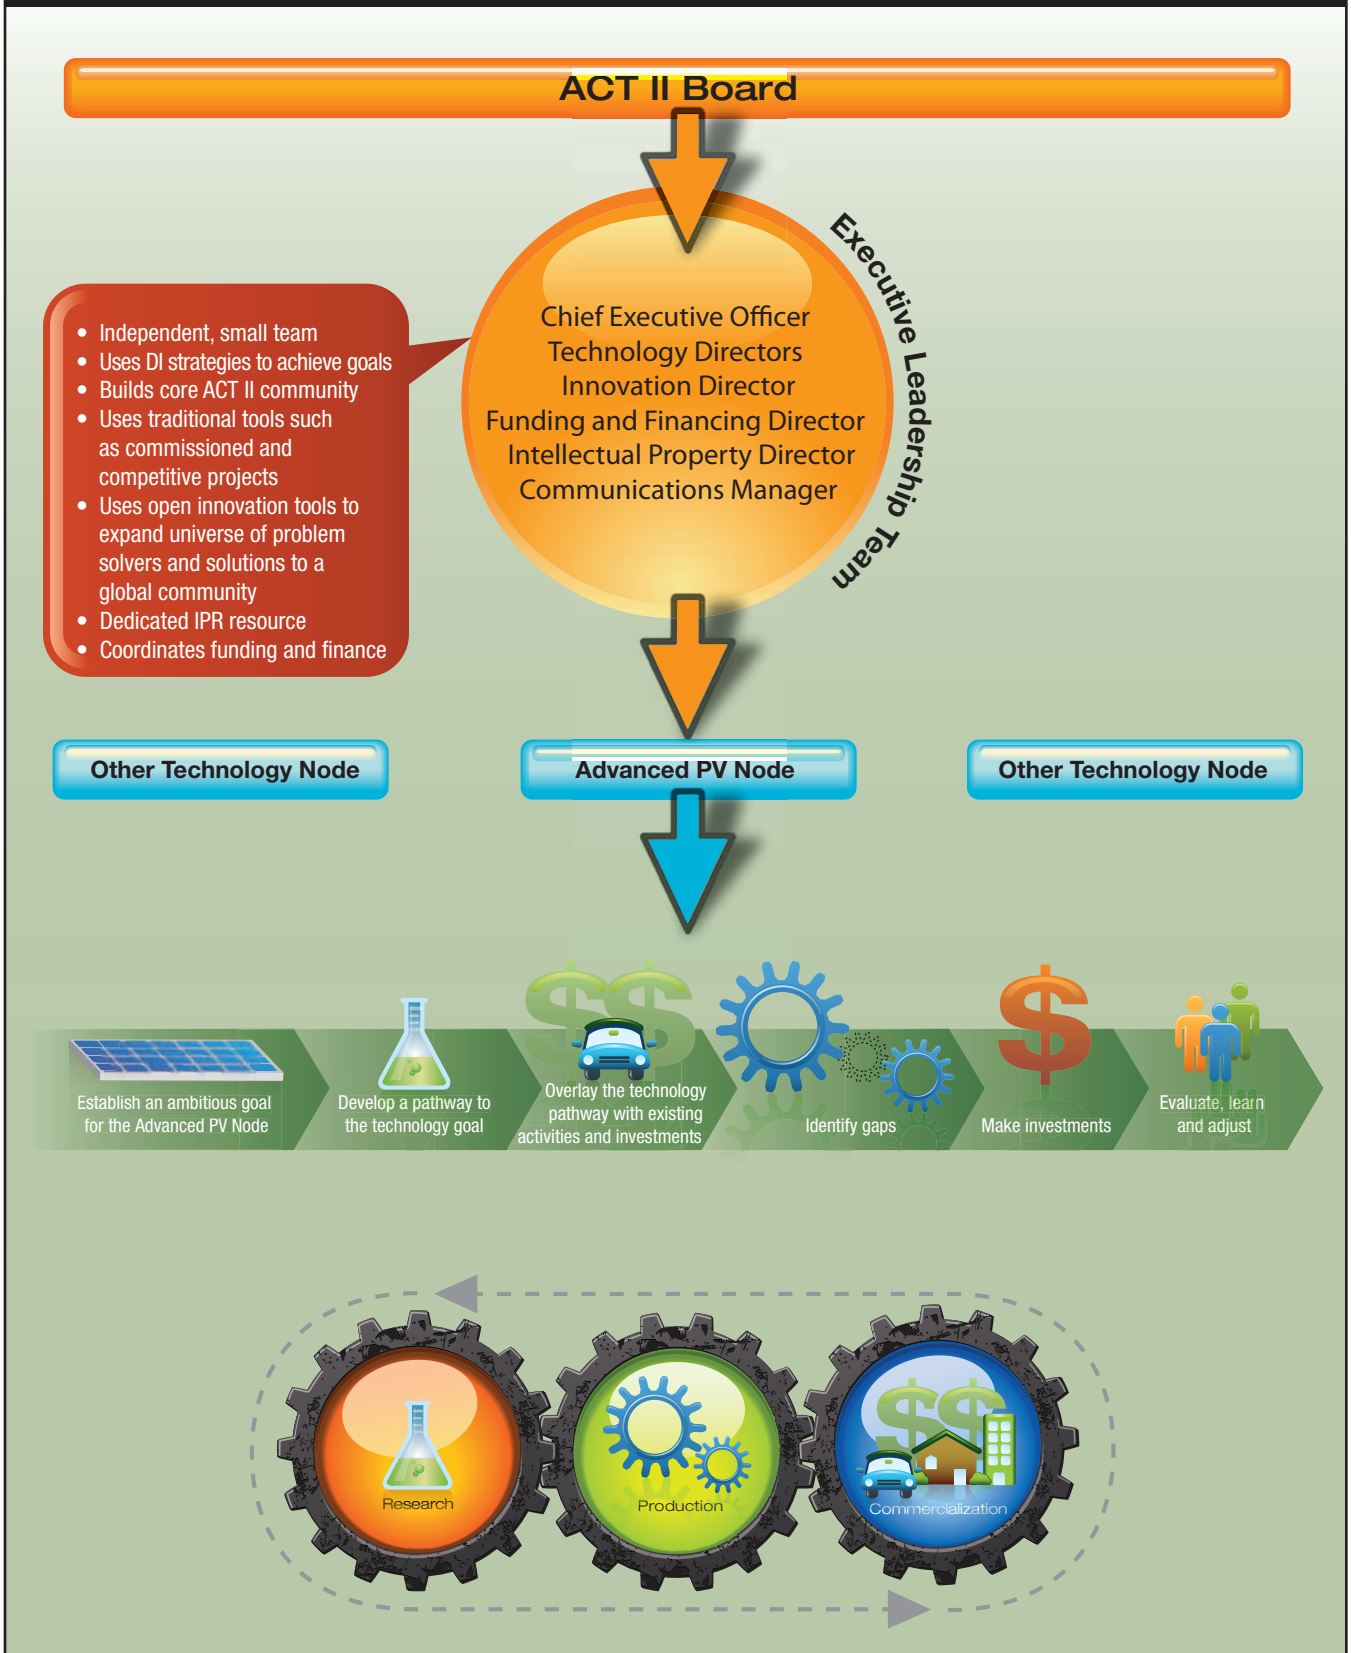 ACT II Board
Executive Leadership Team
Chief Executive Officer
Technology Directors
Innovation Director
Funding and Financing Director
Intellectual Property Director
Communications Manager
• Independent, small team
• Uses DI strategies to achieve goals
• Builds core ACT II community
• Uses traditional tools such
as commissioned and
competitive projects
• Uses open innovation tools to
expand universe of problem
solvers and solutions to a
global community
• Dedicated IPR resource
• Coordinates funding and finance
Other Technology Node
Advanced PV Node
Other Technology Node
Establish an ambitious goal
for the Advanced PV Node
Develop a pathway to
the technology goal
Overlay the technology
pathway with existing
activities and investments
Identify gaps
Make investments
Evaluate, learn
and adjust
Research
Production
Commercialization